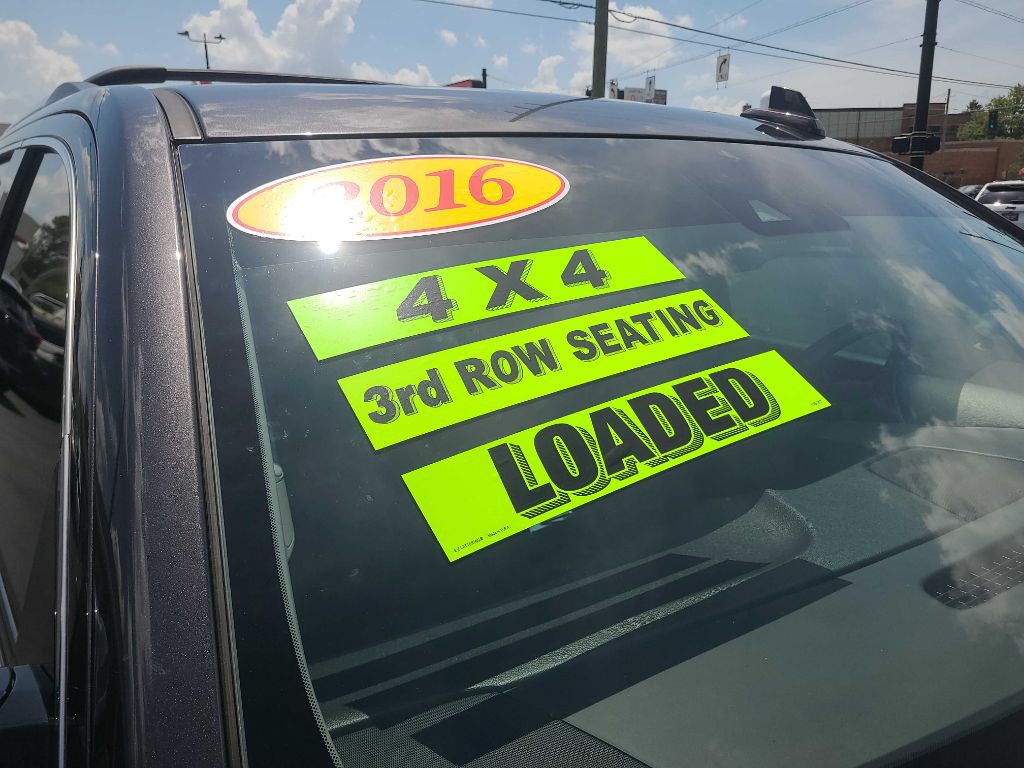 2016
4 X 4
3rd ROW SEATING
LOADED